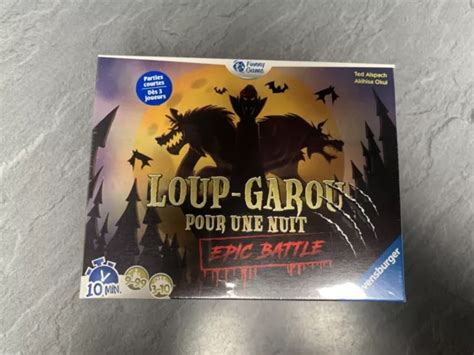 Funny
Game
Parties
courtes
Dès 3
joueurs
Ted Alspach
Akihisa Okui
LOUP-GAROU
POUR UNE NUIT
EPIC BATTLE
10 MIN.
3-10
Ravensburger